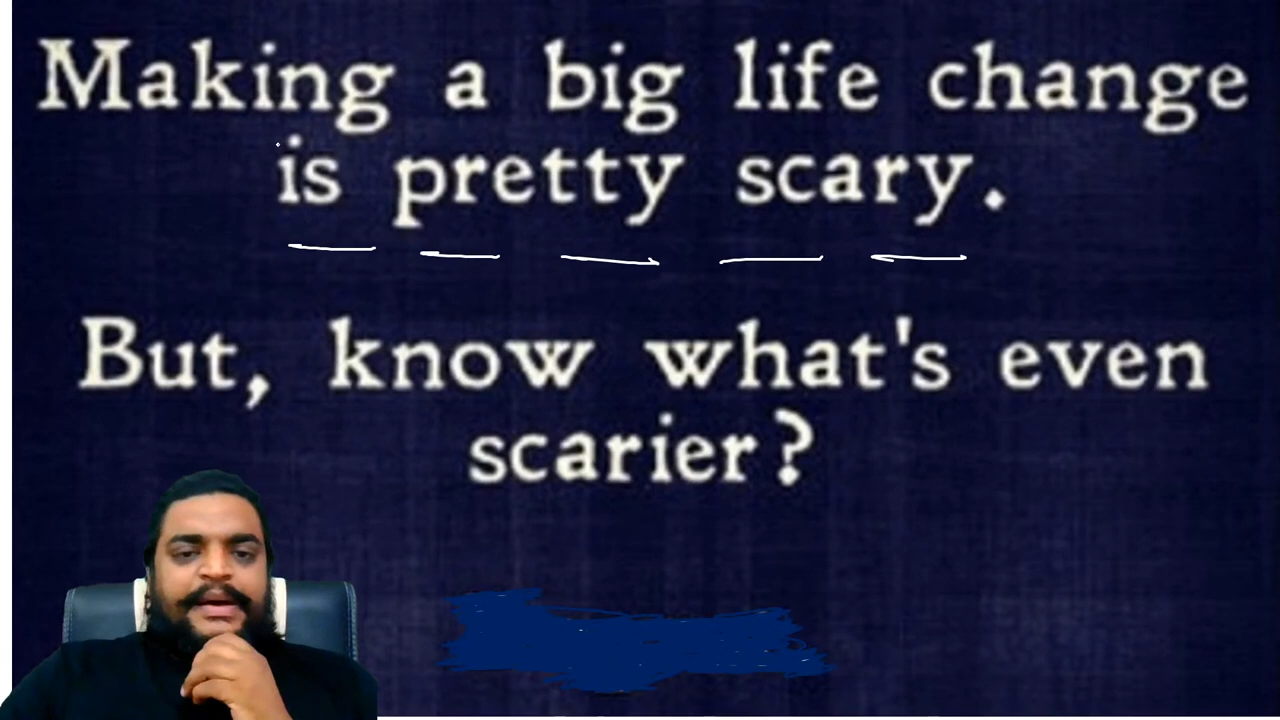 Making a big life change
is pretty scary.
But, know what's even
scarier?